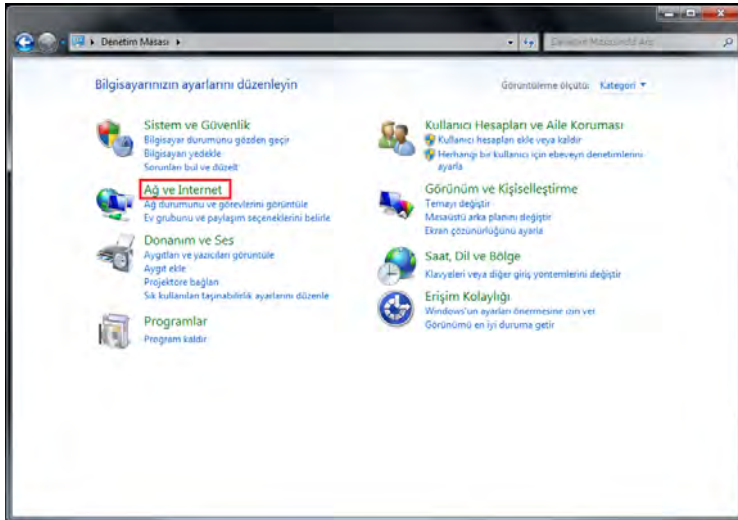 Denetim Masası
Denetim Masasında Ara
Bilgisayarınızın ayarlarını düzenleyin
Görüntüleme ölçütü: Kategori
Sistem ve Güvenlik
Bilgisayar durumunu gözden geçir
Bilgisayarı yedekle
Sorunları bul ve düzelt
Ağ ve Internet
Ağ durumunu ve görevlerini görüntüle
Ev grubunu ve paylaşım seçeneklerini belirle
Donanım ve Ses
Aygıtları ve yazıcıları görüntüle
Aygıt ekle
Projektöre bağlan
Sık kullanılan taşınabilirlik ayarlarını düzenle
Programlar
Program kaldır
Kullanıcı Hesapları ve Aile Koruması
Kullanıcı hesapları ekle veya kaldır
Herhangi bir kullanıcı için ebeveyn denetimlerini
ayarla
Görünüm ve Kişiselleştirme
Temayı değiştir
Masaüstü arka planını değiştir
Ekran çözünürlüğünü ayarla
Saat, Dil ve Bölge
Klavyeleri veya diğer giriş yöntemlerini değiştir
Erişim Kolaylığı
Windows'un ayarları önermesine izin ver
Görünümü en iyi duruma getir